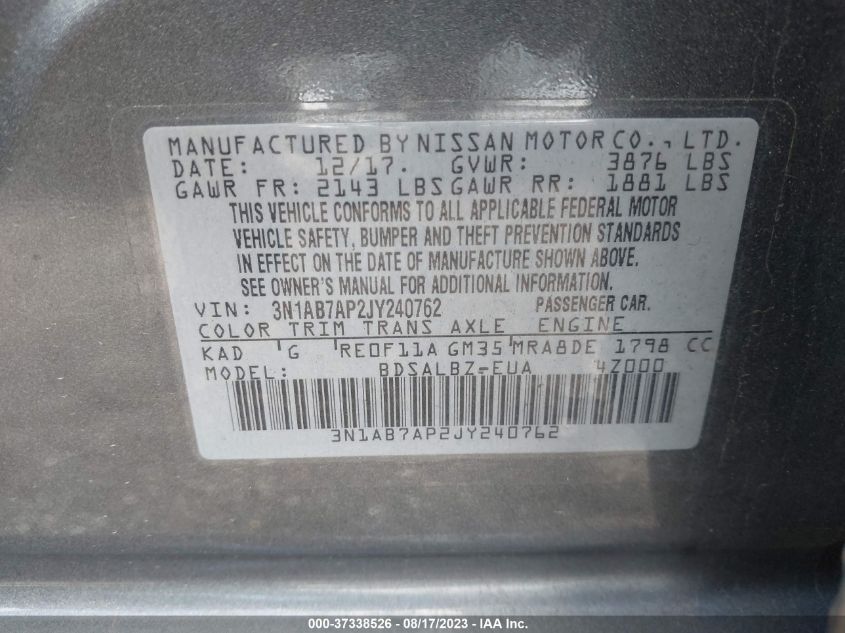 MANUFACTURED BY NISSAN MOTOR CO., LTD.
DATE: 12/17. GVWR: 3876 LBS
GAWR FR: 2143 LBS GAWR RR: 1881 LBS
THIS VEHICLE CONFORMS TO ALL APPLICABLE FEDERAL MOTOR
VEHICLE SAFETY, BUMPER AND THEFT PREVENTION STANDARDS
IN EFFECT ON THE DATE OF MANUFACTURE SHOWN ABOVE.
SEE OWNER'S MANUAL FOR ADDITIONAL INFORMATION.
VIN: 3N1AB7AP2JY240762 PASSENGER CAR.
COLOR TRIM TRANS AXLE ENGINE
KAD G RE0F11A GM35 MRA8DE 1798 CC
MODEL: BDSALBZ-EUA 4Z000
3N1AB7AP2JY240762
000-37338526 - 08/17/2023 - IAA Inc.